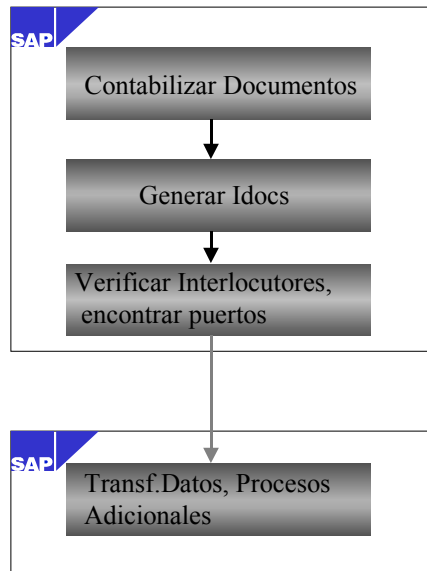 SAP
Contabilizar Documentos
Generar Idocs
Verificar Interlocutores,
encontrar puertos
SAP
Transf.Datos, Procesos
Adicionales